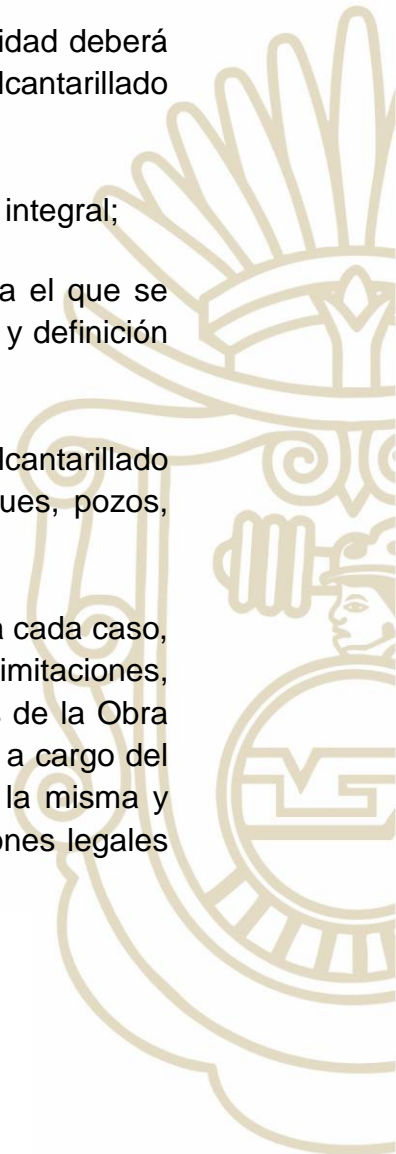 idad deberá
lcantarillado
integral;
a el que se
y definición
lcantarillado
ues, pozos,
a cada caso,
imitaciones,
s de la Obra
a cargo del
la misma y
ones legales